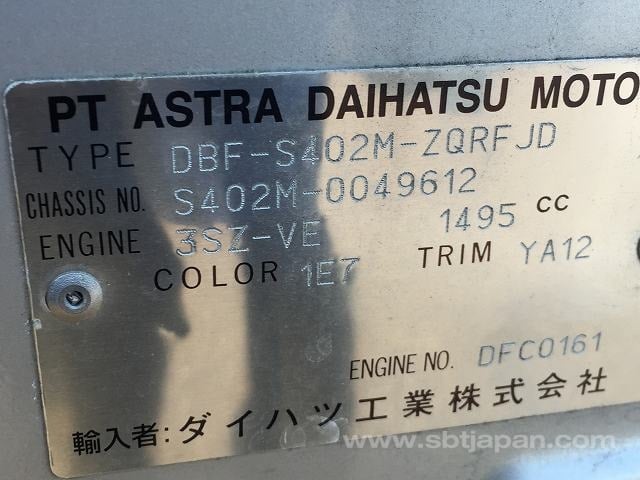 PT ASTRA DAIHATSU MOTO
TYPE DBF-S402M-ZQRFJD
CHASSIS NO. S402M-0049612
ENGINE 3SZ-VE 1495 CC
COLOR 1E7 TRIM YA12
ENGINE NO. DFC0161
輸入者:ダイハツ工業株式会社
www.sbtjapan.com